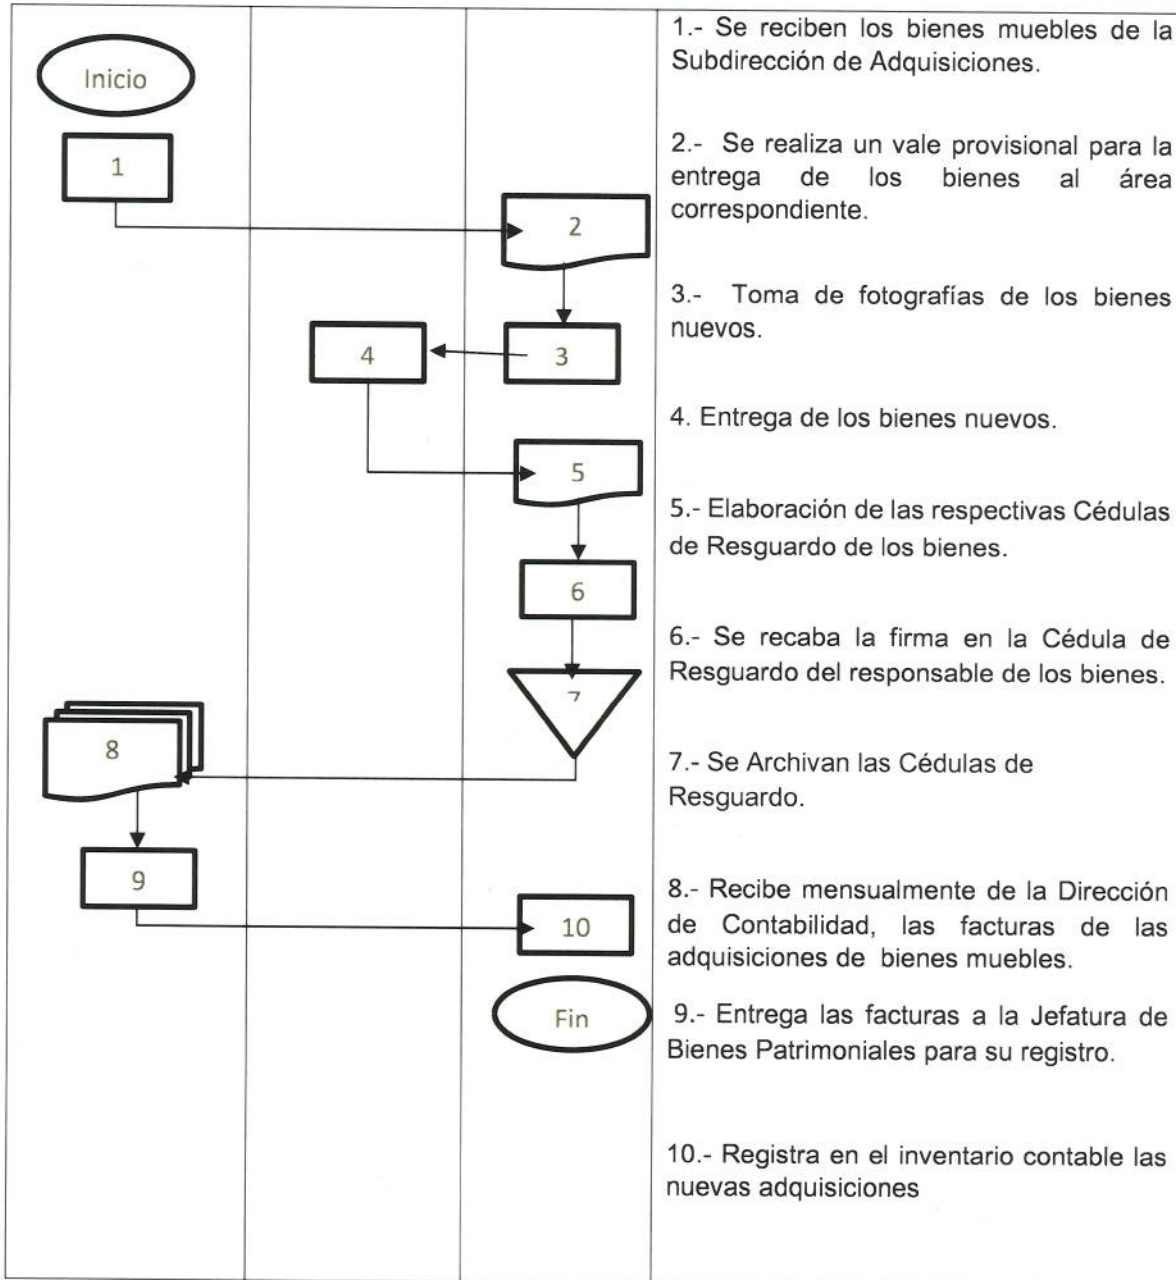 Inicio
1
2
3
4
5
6
7
8
9
10
Fin
1.- Se reciben los bienes muebles de la
Subdirección de Adquisiciones.
2.- Se realiza un vale provisional para la
entrega de los bienes al área
correspondiente.
3.- Toma de fotografías de los bienes
nuevos.
4. Entrega de los bienes nuevos.
5.- Elaboración de las respectivas Cédulas
de Resguardo de los bienes.
6.- Se recaba la firma en la Cédula de
Resguardo del responsable de los bienes.
7.- Se Archivan las Cédulas de
Resguardo.
8.- Recibe mensualmente de la Dirección
de Contabilidad, las facturas de las
adquisiciones de bienes muebles.
9.- Entrega las facturas a la Jefatura de
Bienes Patrimoniales para su registro.
10.- Registra en el inventario contable las
nuevas adquisiciones